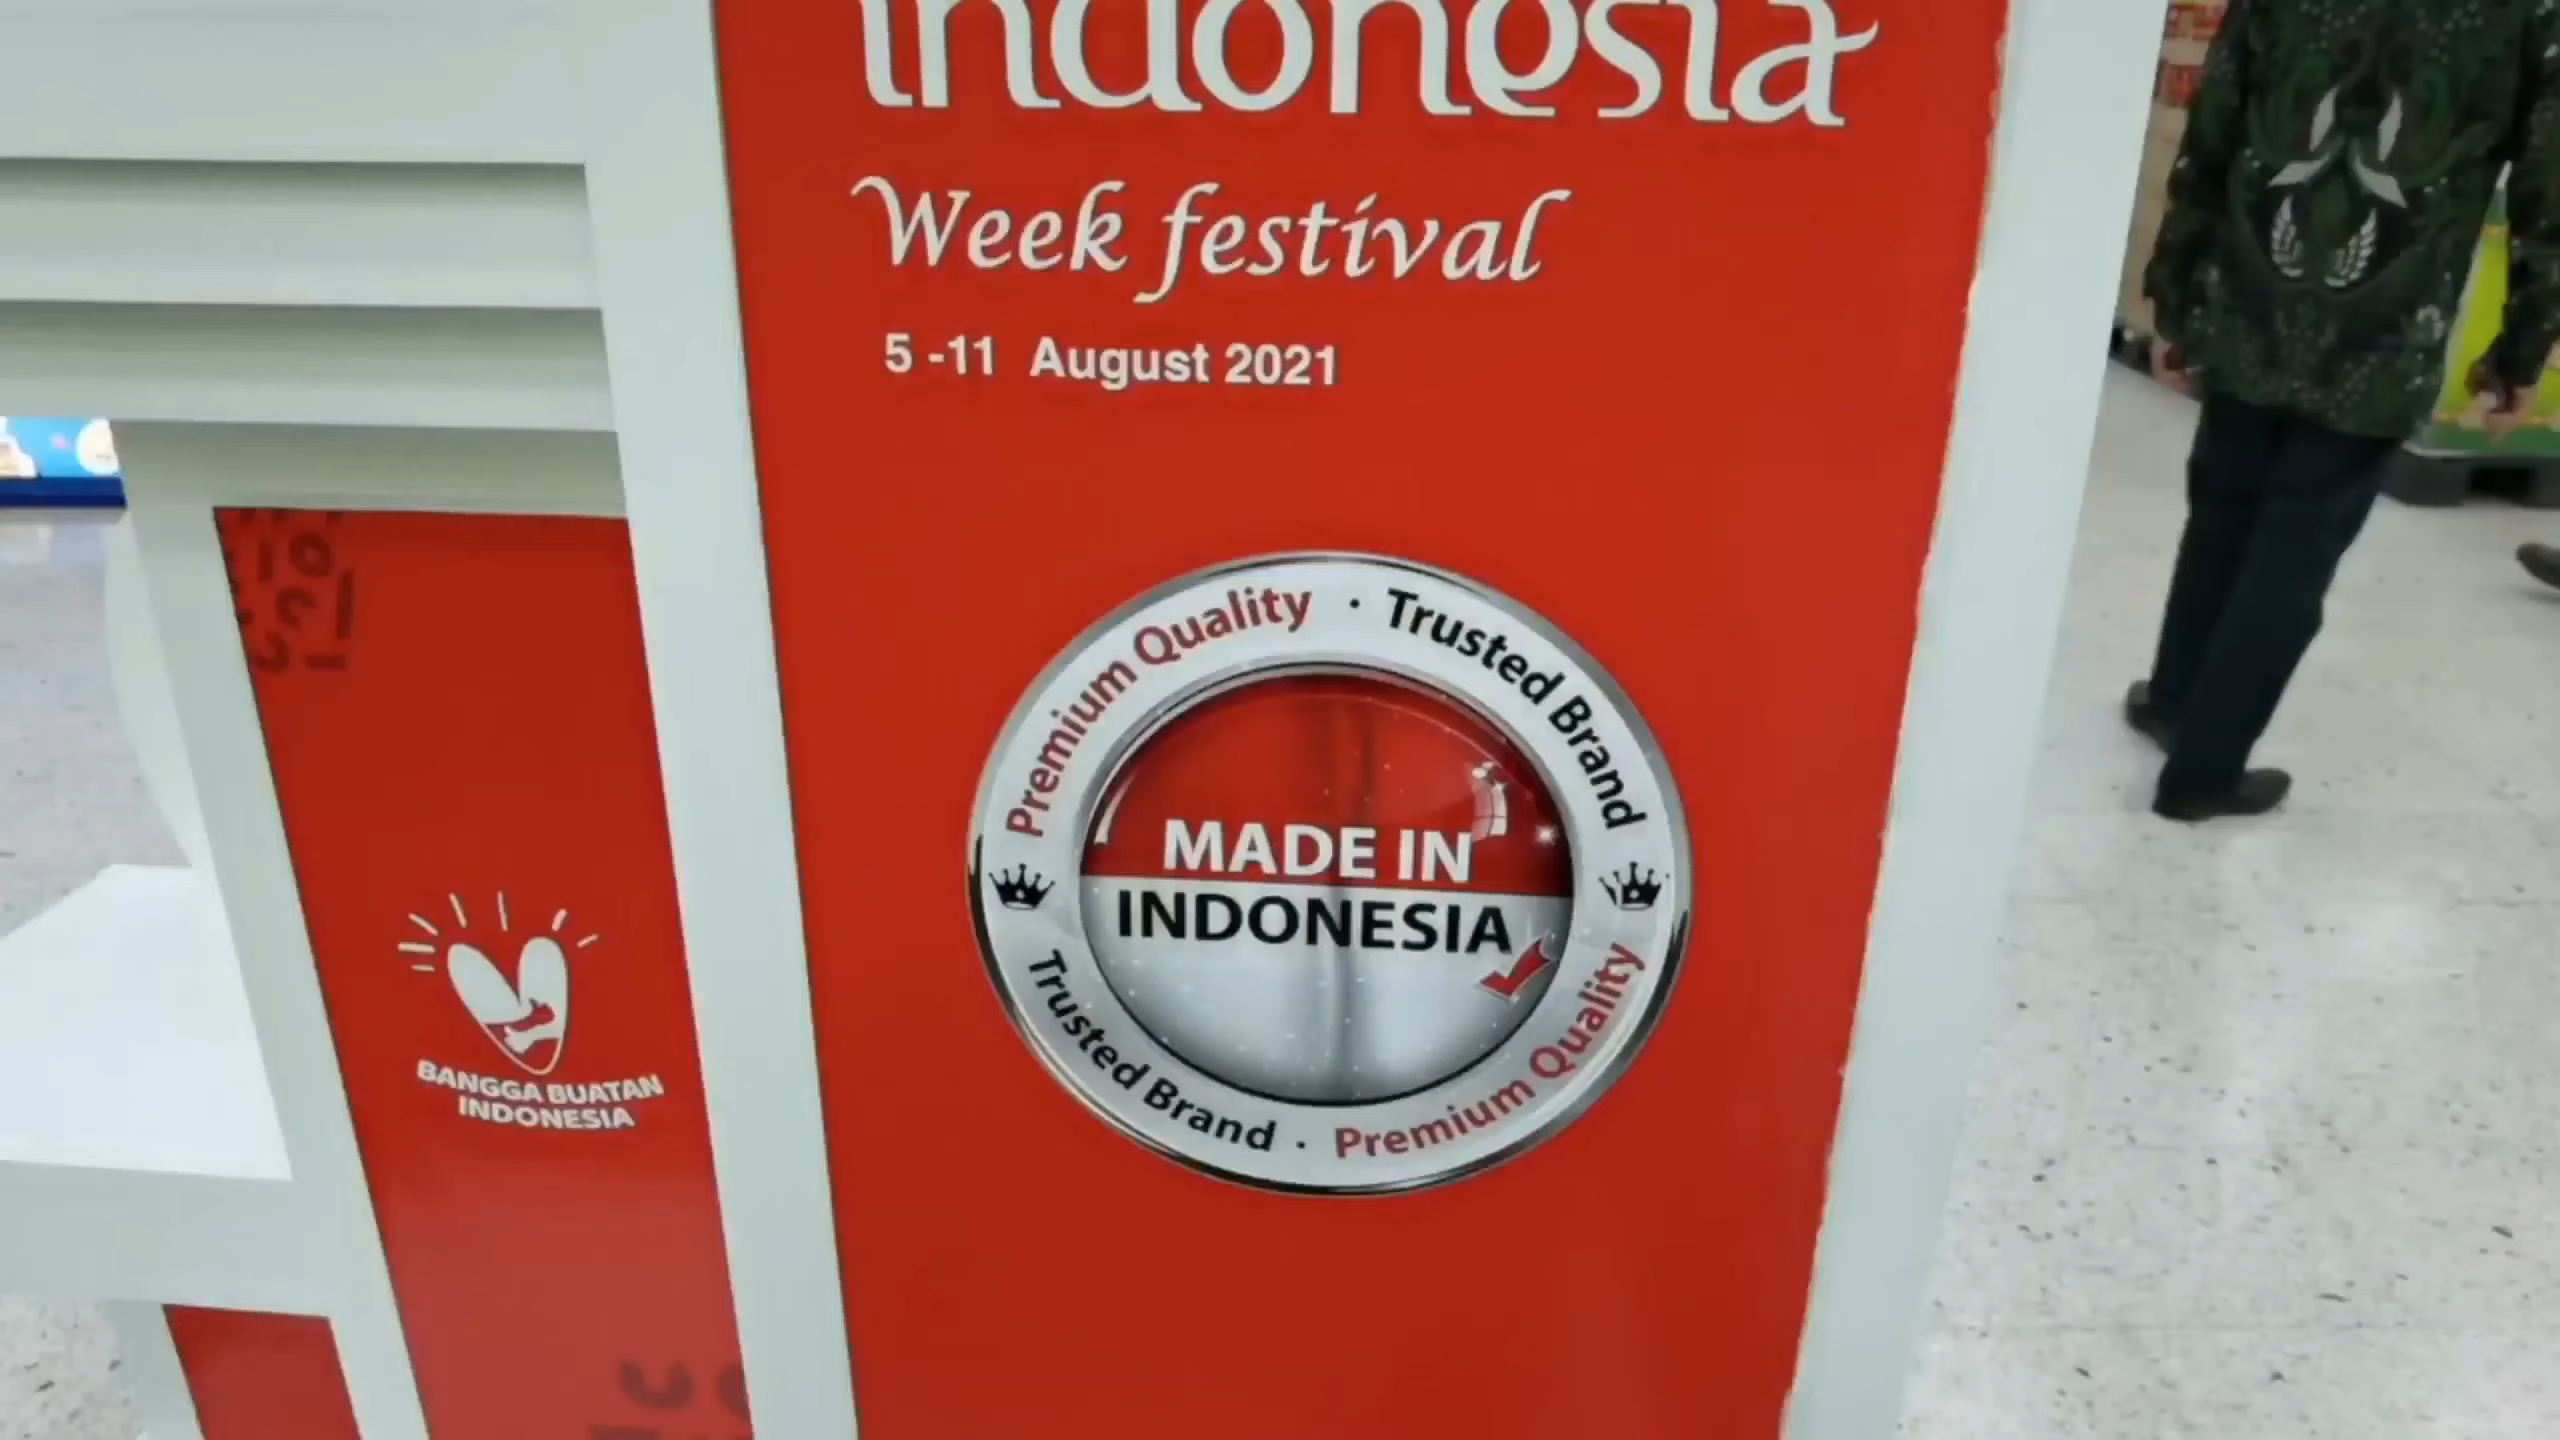 indonesia
Week festival
5 -11 August 2021
Premium Quality · Trusted Brand
MADE IN
INDONESIA
Trusted Brand · Premium Quality
BANGGA BUATAN
INDONESIA